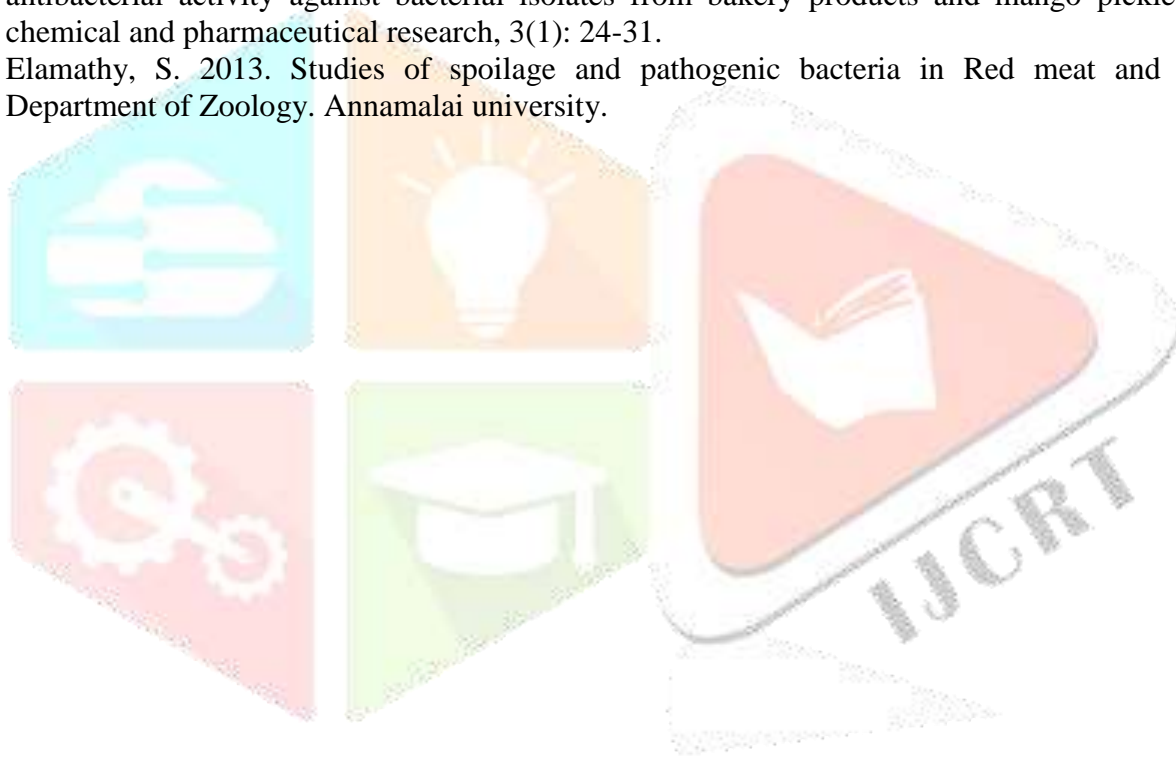 antibacterial activity against bacterial isolates from bakery products and mango pickle
chemical and pharmaceutical research, 3(1): 24-31.
Elamathy, S. 2013. Studies of spoilage and pathogenic bacteria in Red meat and
Department of Zoology. Annamalai university.
IJCRT